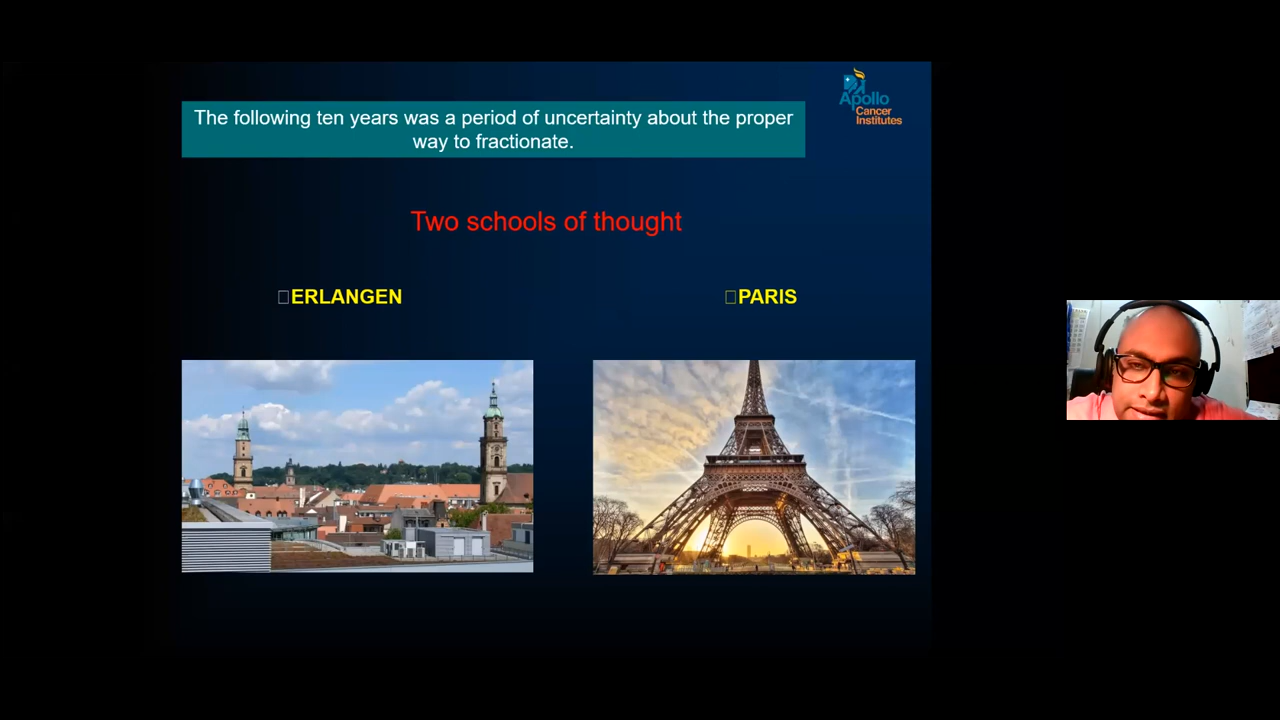 Apollo
Cancer
Institutes
The following ten years was a period of uncertainty about the proper
way to fractionate.
Two schools of thought
ERLANGEN
PARIS